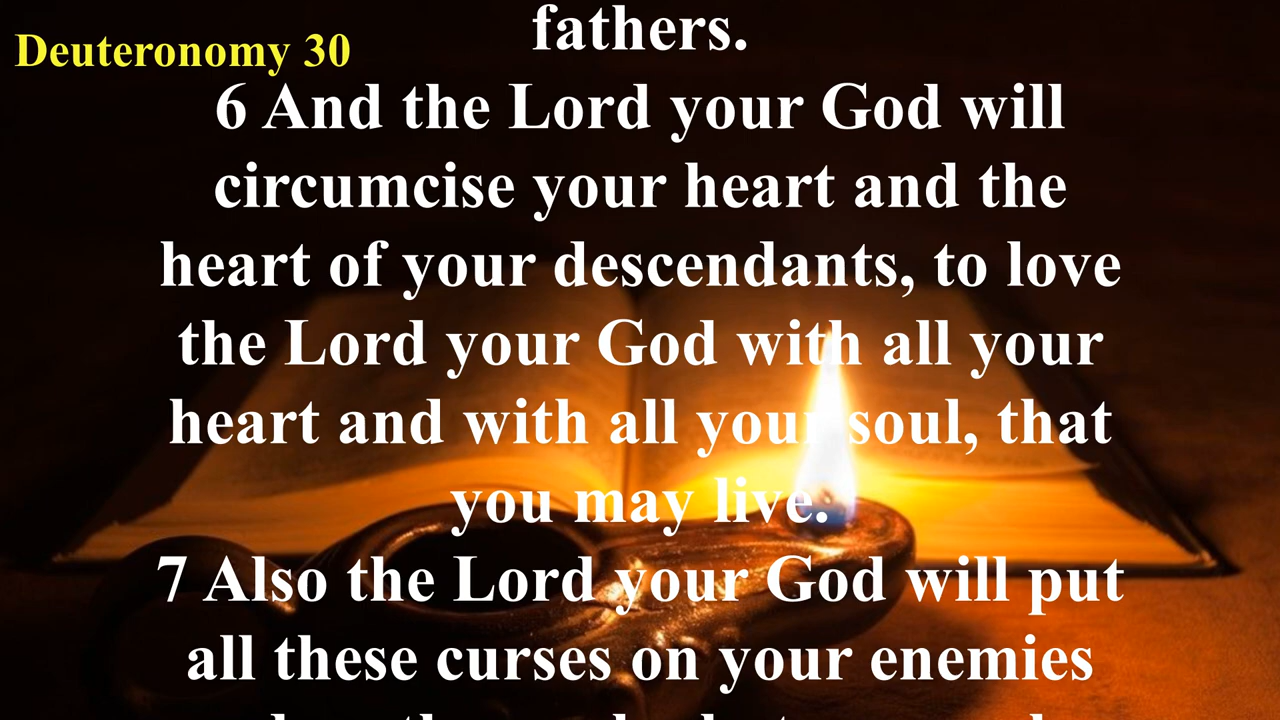 Deuteronomy 30
fathers.
6 And the Lord your God will
circumcise your heart and the
heart of your descendants, to love
the Lord your God with all your
heart and with all your soul, that
you may live.
7 Also the Lord your God will put
all these curses on your enemies